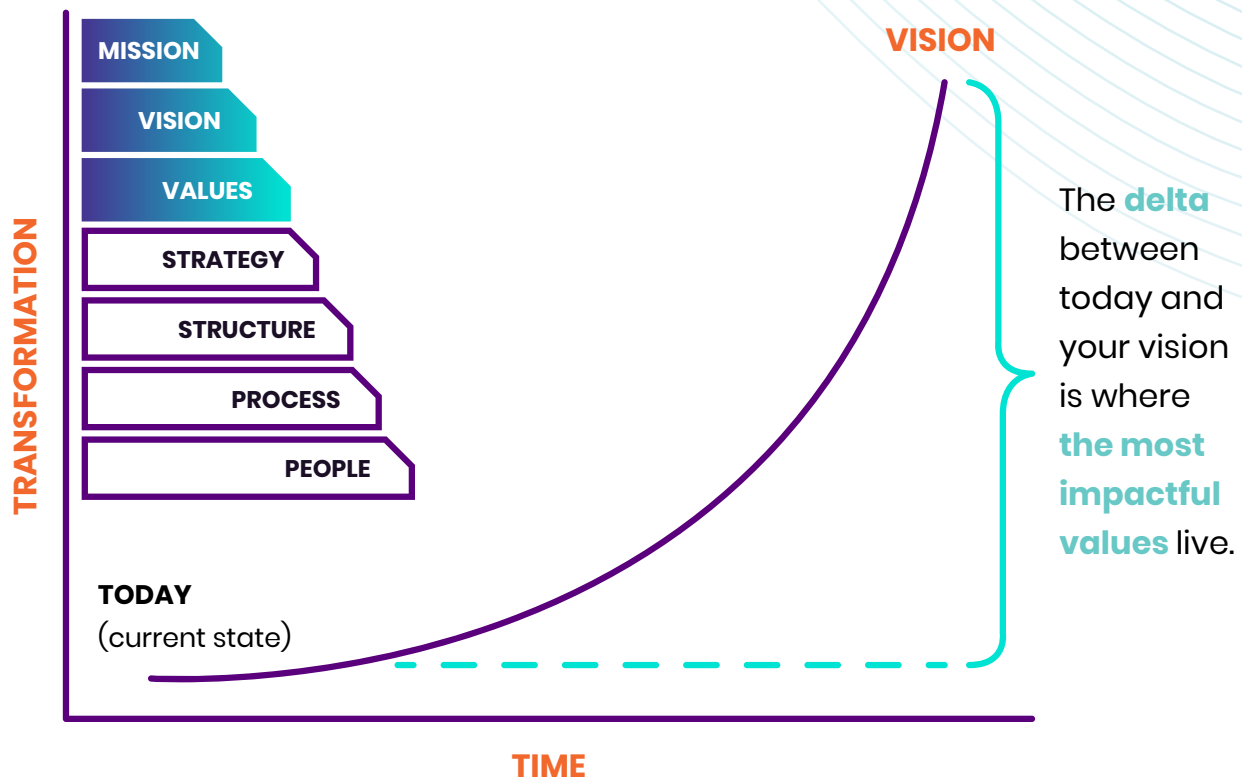 MISSION
VISION
VALUES
STRATEGY
STRUCTURE
PROCESS
PEOPLE
TRANSFORMATION
TODAY
(current state)
TIME
VISION
The delta
between
today and
your vision
is where
the most
impactful
values live.